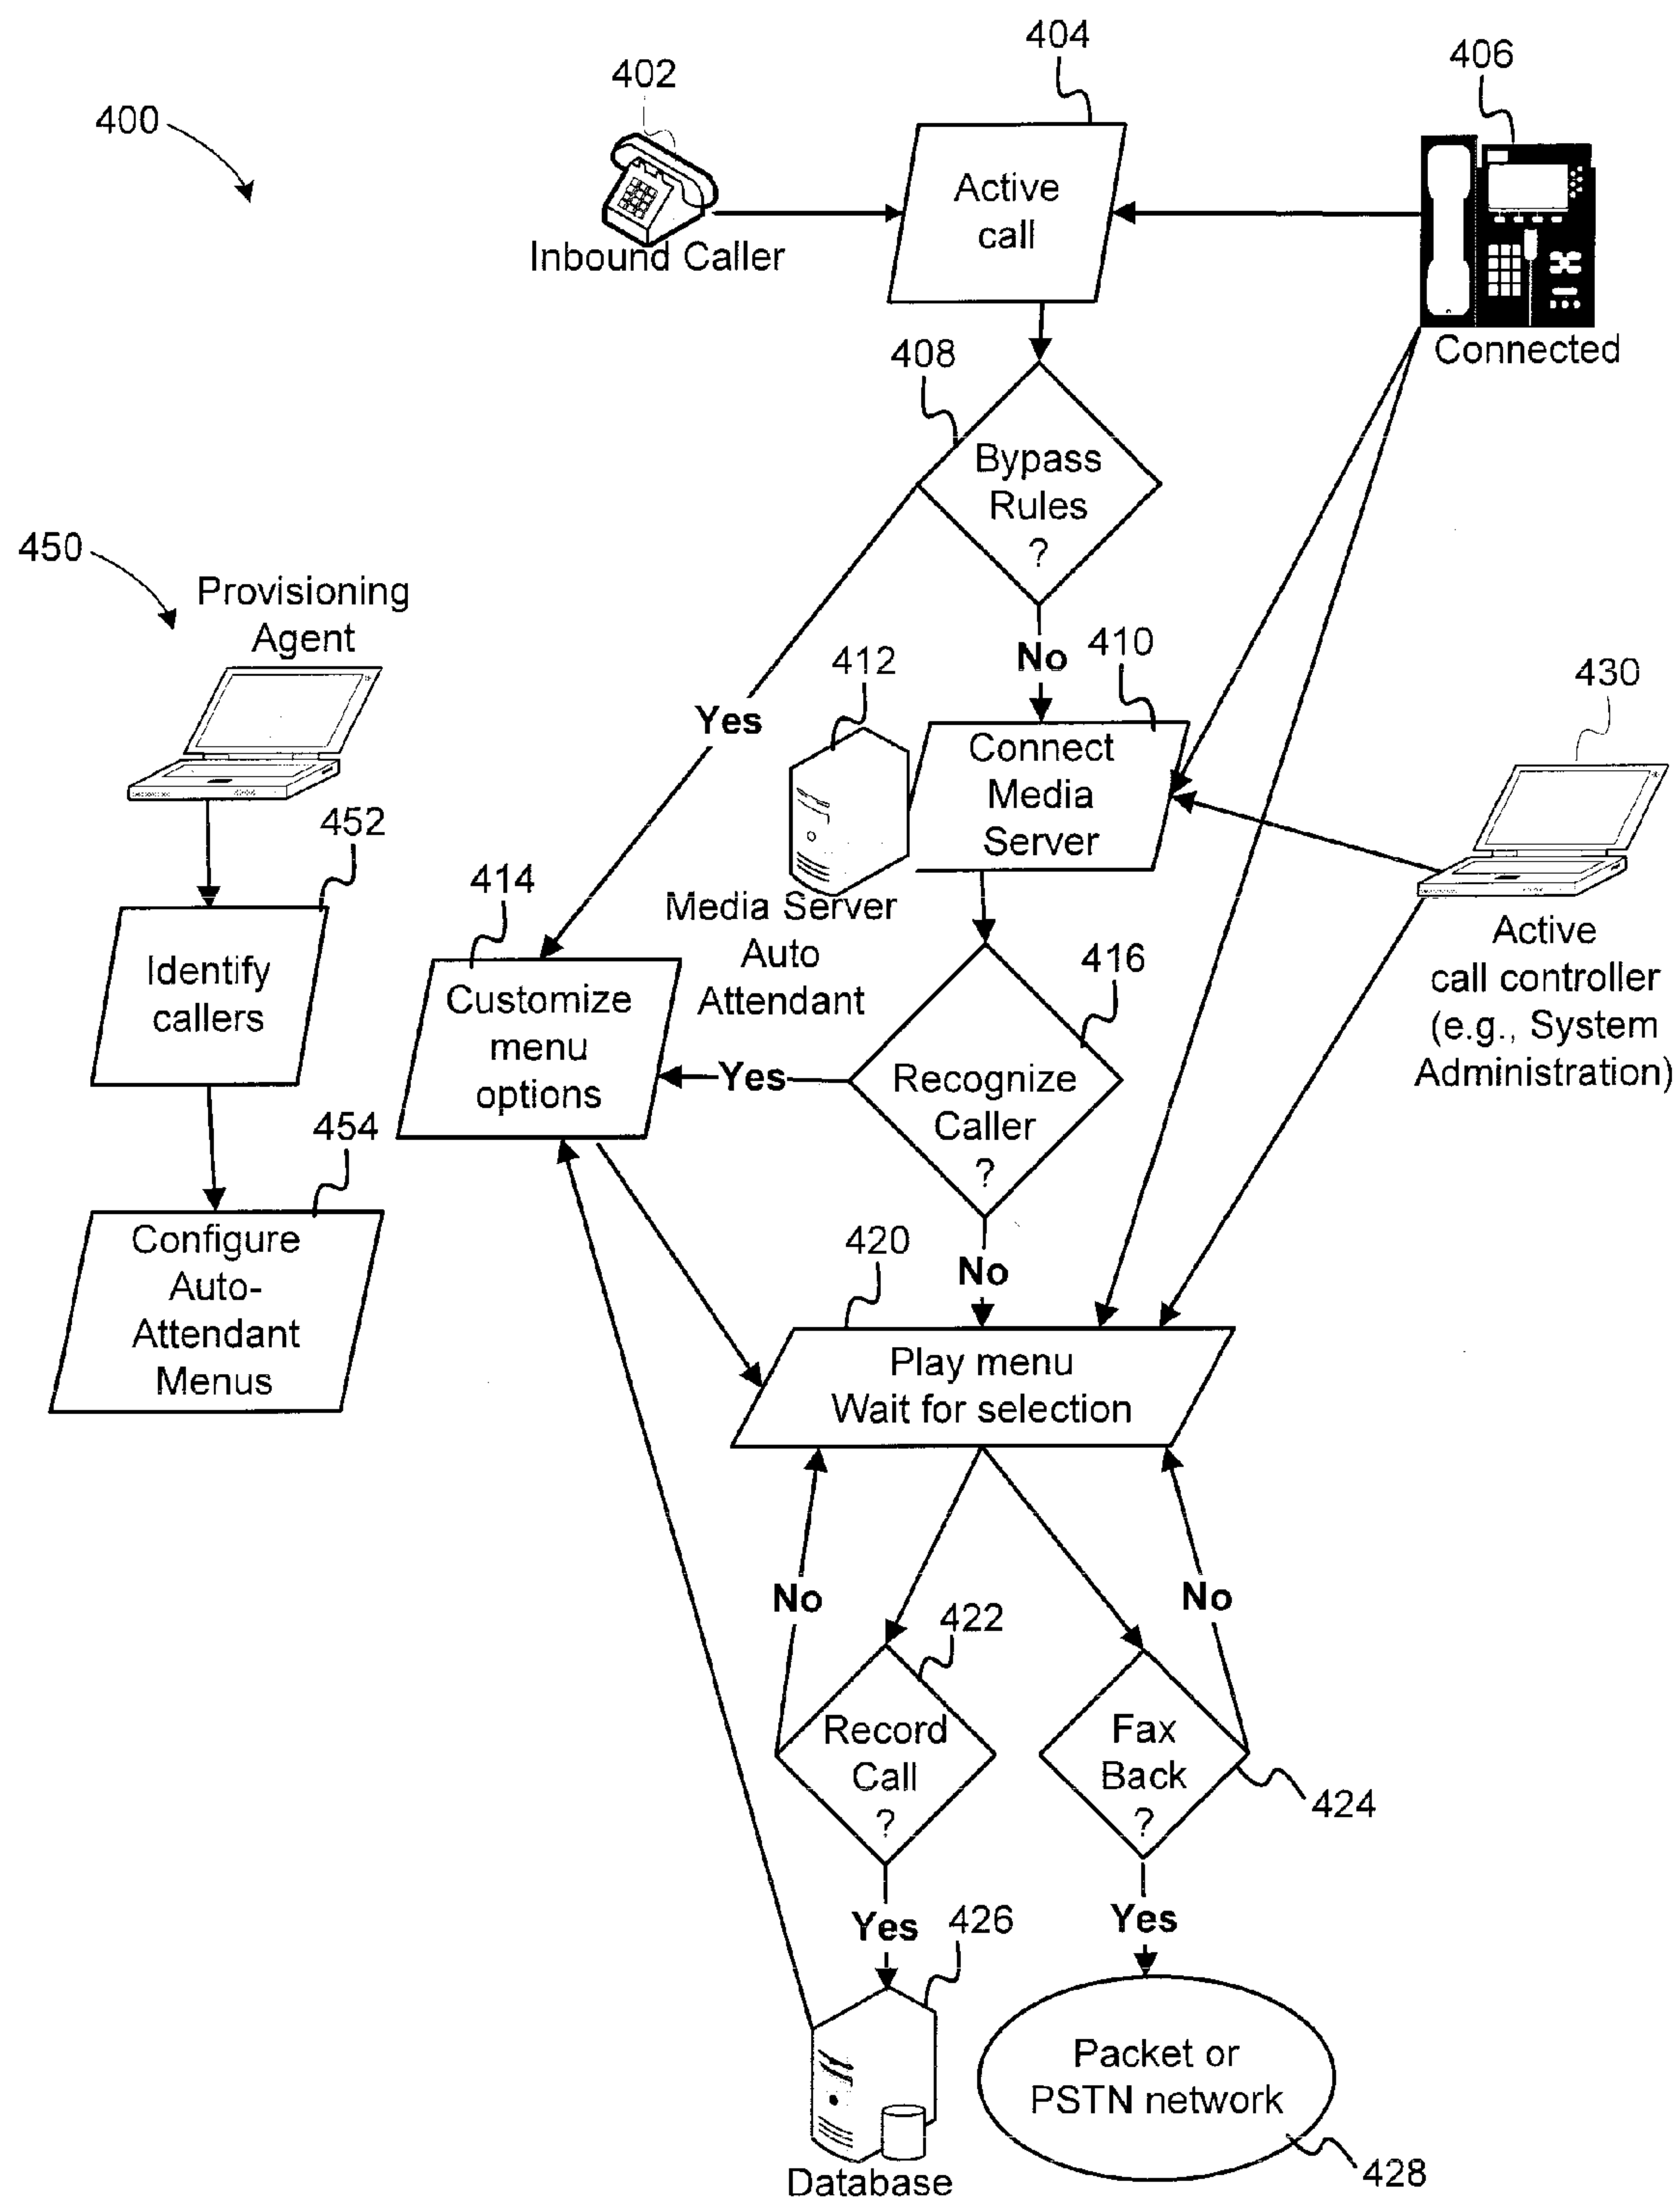 404
402
406
400
Active
call
Inbound Caller
Connected
408
Bypass
Rules
?
450
Provisioning
Agent
No
410
412
430
Yes
Connect
Media
Server
452
414
Media Server
Auto
Attendant
Active
call controller
(e.g., System
Administration)
416
Identify
callers
Customize
menu
options
Yes
Recognize
Caller
?
454
420
No
Configure
Auto-
Attendant
Menus
Play menu
Wait for selection
No
No
422
Record
Call
?
Fax
Back
?
424
Yes
426
Yes
Packet or
PSTN network
428
Database